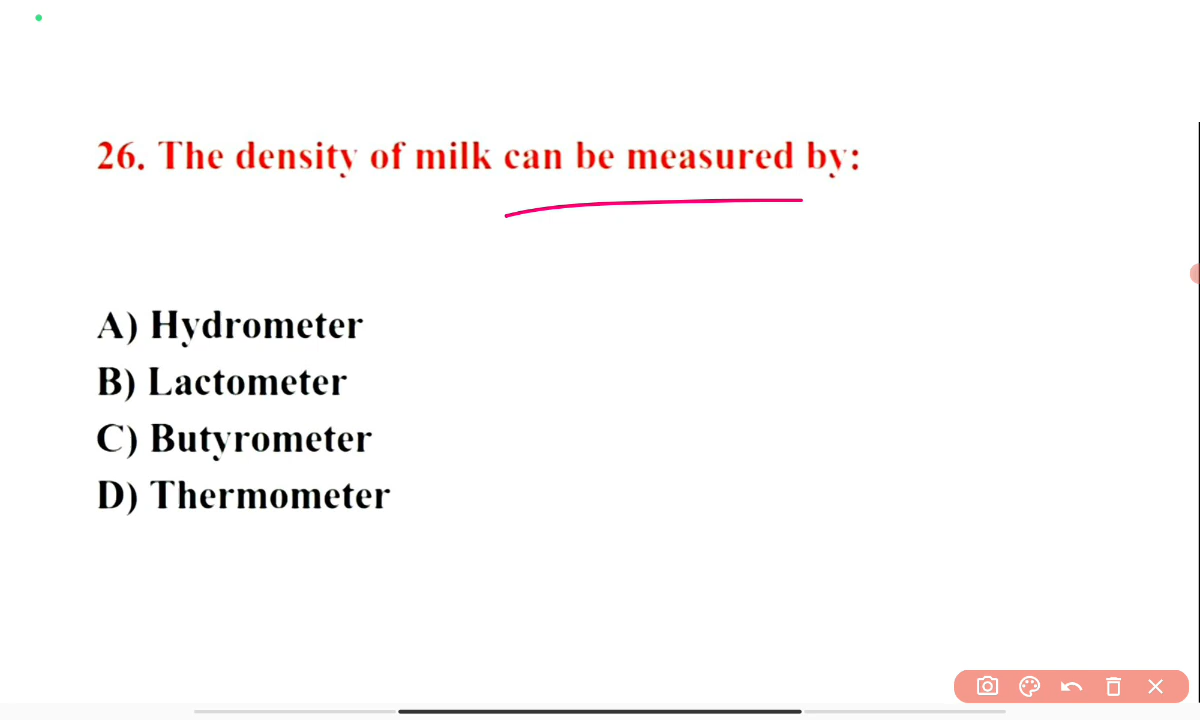 26. The density of milk can be measured by:
A) Hydrometer
B) Lactometer
C) Butyrometer
D) Thermometer